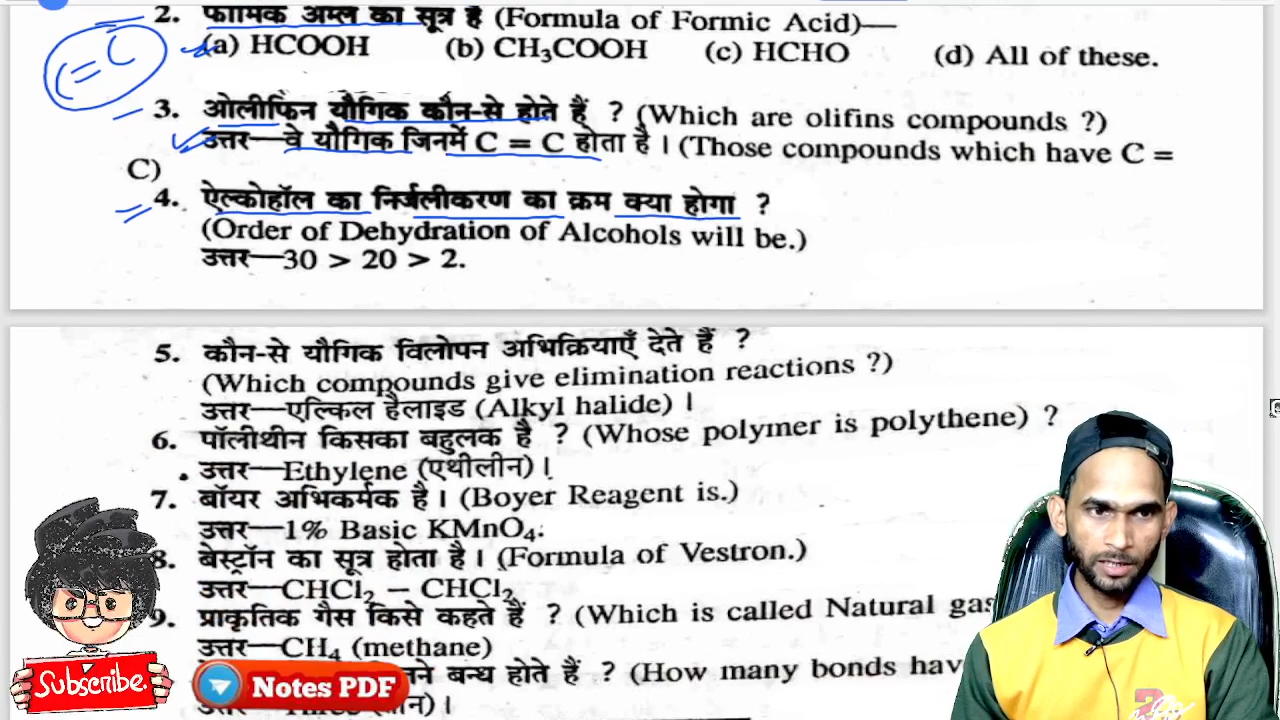 2. फार्मिक अम्ल का सूत्र है (Formula of Formic Acid)—
(a) HCOOH (b) CH₃COOH (c) HCHO (d) All of these.
3. ओलीफिन यौगिक कौन-से होते हैं ? (Which are olifins compounds ?)
उत्तर—वे यौगिक जिनमें C = C होता है। (Those compounds which have C =
C)
4. ऐल्कोहॉल का निर्जलीकरण का क्रम क्या होगा ?
(Order of Dehydration of Alcohols will be.)
उत्तर—30 > 20 > 2.
5. कौन-से यौगिक विलोपन अभिक्रियाएँ देते हैं ?
(Which compounds give elimination reactions ?)
उत्तर—एल्किल हैलाइड (Alkyl halide) ।
6. पॉलीथीन किसका बहुलक है ? (Whose polymer is polythene) ?
उत्तर—Ethylene (एथीलीन) ।
7. बॉयर अभिकर्मक है। (Boyer Reagent is.)
उत्तर—1% Basic KMnO₄.
8. बेस्ट्रॉन का सूत्र होता है। (Formula of Vestron.)
उत्तर—CHCl₂ – CHCl₂
9. प्राकृतिक गैस किसे कहते हैं ? (Which is called Natural gas
उत्तर—CH₄ (methane)
बन्ध होते हैं ? (How many bonds hav
Subscribe.
Notes PDF